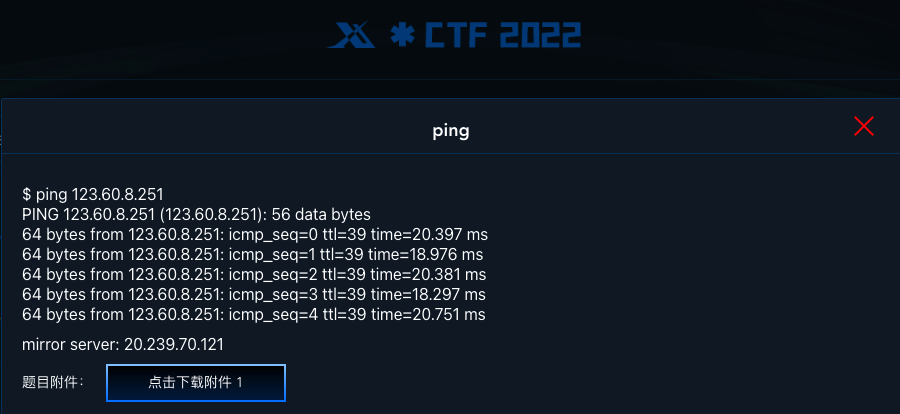 ✱ CTF 2022
ping
$ ping 123.60.8.251
PING 123.60.8.251 (123.60.8.251): 56 data bytes
64 bytes from 123.60.8.251: icmp_seq=0 ttl=39 time=20.397 ms
64 bytes from 123.60.8.251: icmp_seq=1 ttl=39 time=18.976 ms
64 bytes from 123.60.8.251: icmp_seq=2 ttl=39 time=20.381 ms
64 bytes from 123.60.8.251: icmp_seq=3 ttl=39 time=18.297 ms
64 bytes from 123.60.8.251: icmp_seq=4 ttl=39 time=20.751 ms
mirror server: 20.239.70.121
题目附件: 点击下载附件 1